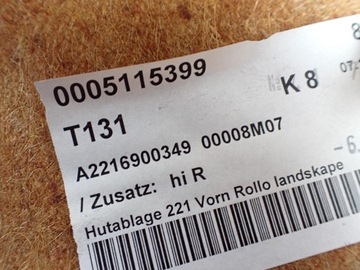 0005115399
K 8
T131
A2216900349 00008M07
/ Zusatz: hi R
Hutablage 221 Vorn Rollo landskape